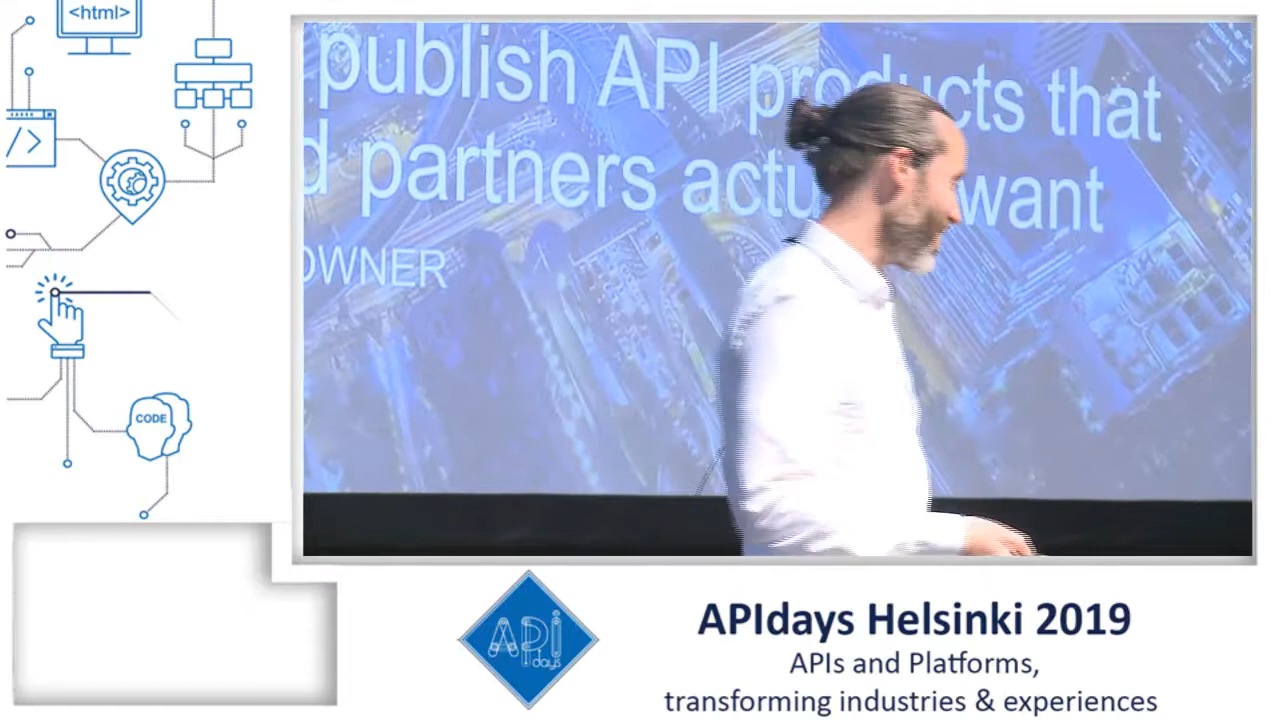 <html>
</>
CODE
publish API products that
d partners actu want
OWNER
API
days
APIdays Helsinki 2019
APIs and Platforms,
transforming industries & experiences